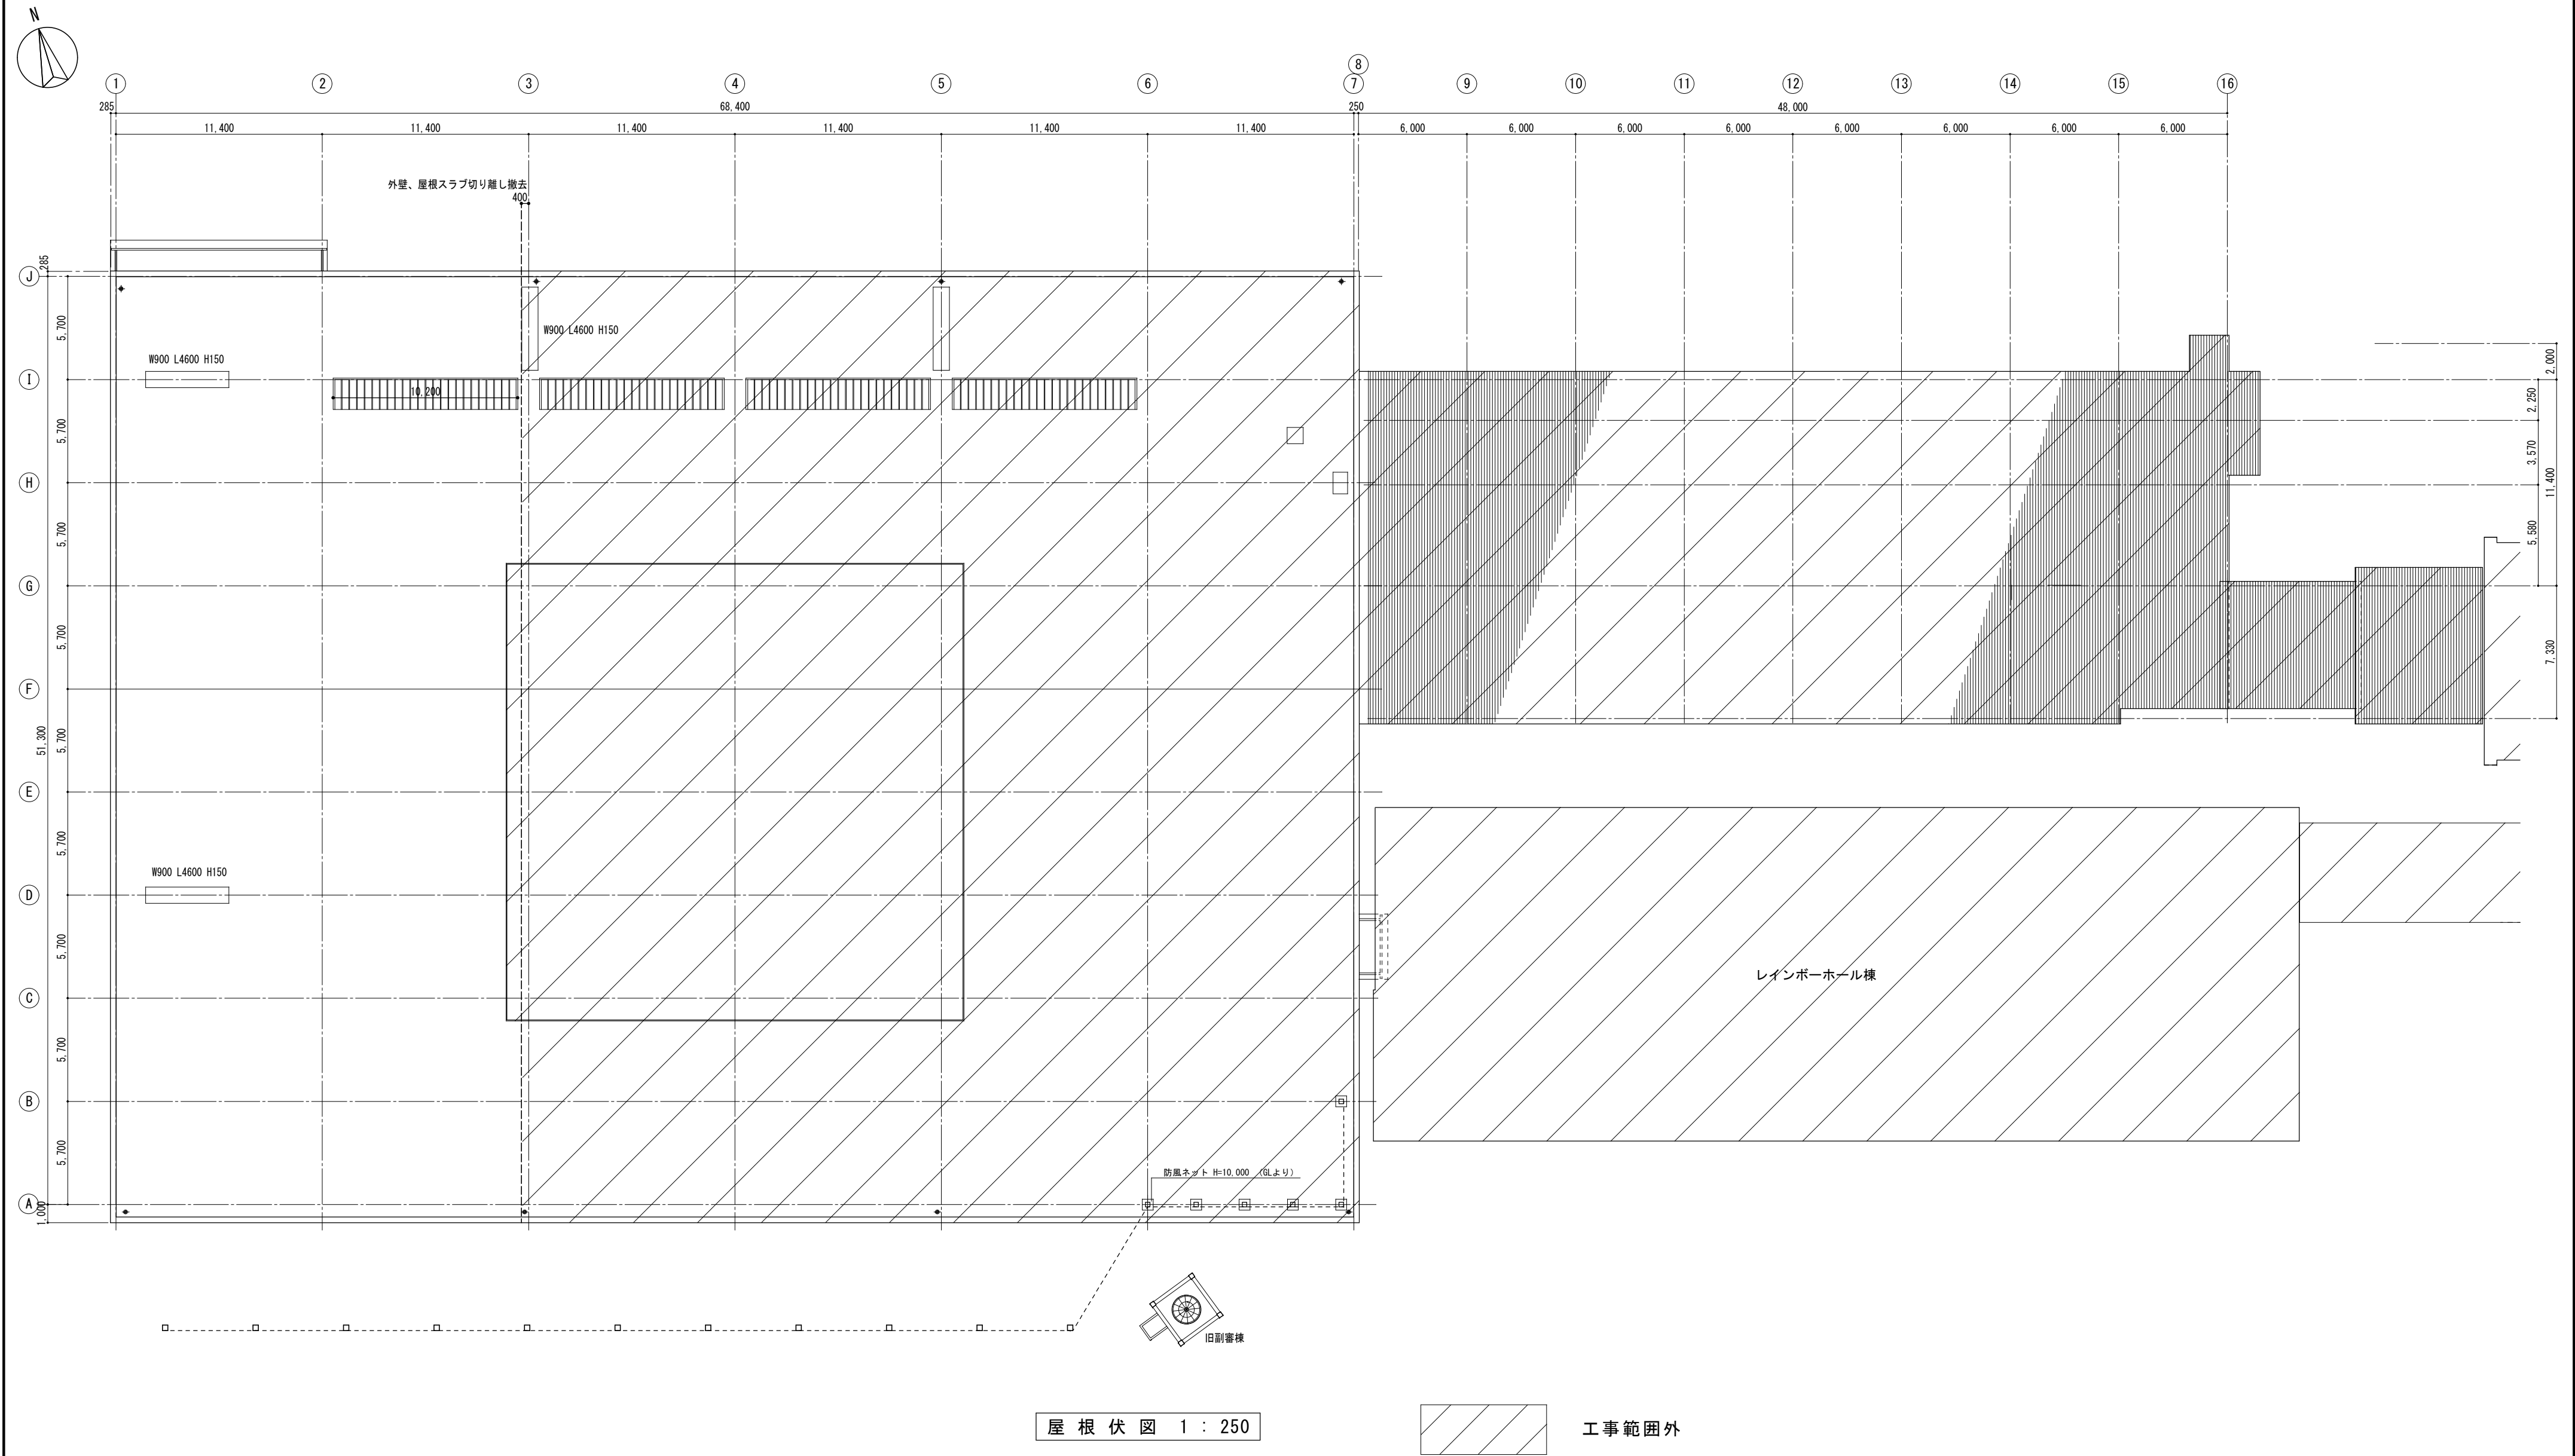 N
8
1 2 3 4 5 6 7 9 10 11 12 13 14 15 16
285 68,400 250 48,000
11,400 11,400 11,400 11,400 11,400 11,400 6,000 6,000 6,000 6,000 6,000 6,000 6,000 6,000
外壁、屋根スラブ切り離し撤去
400
285
J
5,700
W900 L4600 H150
W900 L4600 H150
2,000
I
10,200
2,250
5,700
3,570
H
11,400
5,700
5,580
G
5,700
7,330
F
51,300
5,700
E
5,700
W900 L4600 H150
D
5,700
レインボーホール棟
C
5,700
B
5,700
防風ネット H=10,000 (GLより)
A
1,000
旧副審棟
屋根伏図 1:250
工事範囲外